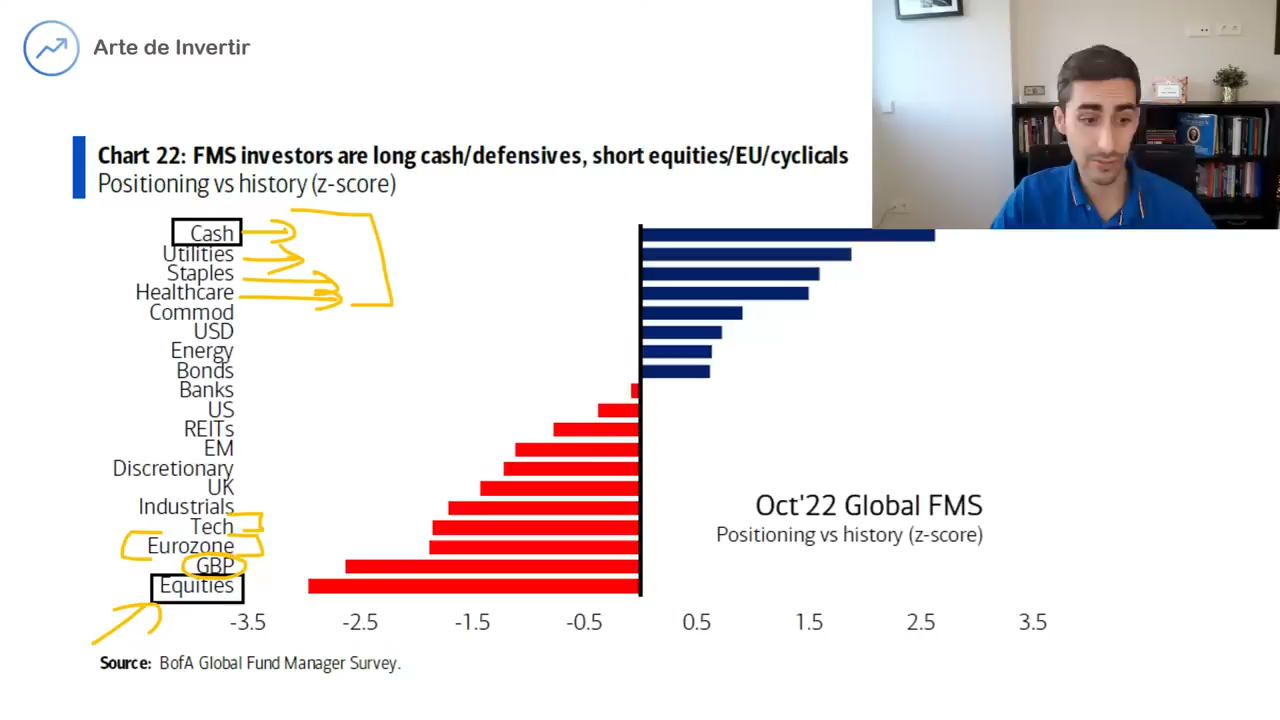 Arte de Invertir
Chart 22: FMS investors are long cash/defensives, short equities/EU/cyclicals
Positioning vs history (z-score)
Cash
Utilities
Staples
Healthcare
Commod
USD
Energy
Bonds
Banks
US
REITs
EM
Discretionary
UK
Industrials
Tech
Eurozone
GBP
Equities
Oct'22 Global FMS
Positioning vs history (z-score)
-3.5 -2.5 -1.5 -0.5 0.5 1.5 2.5 3.5
Source: BofA Global Fund Manager Survey.